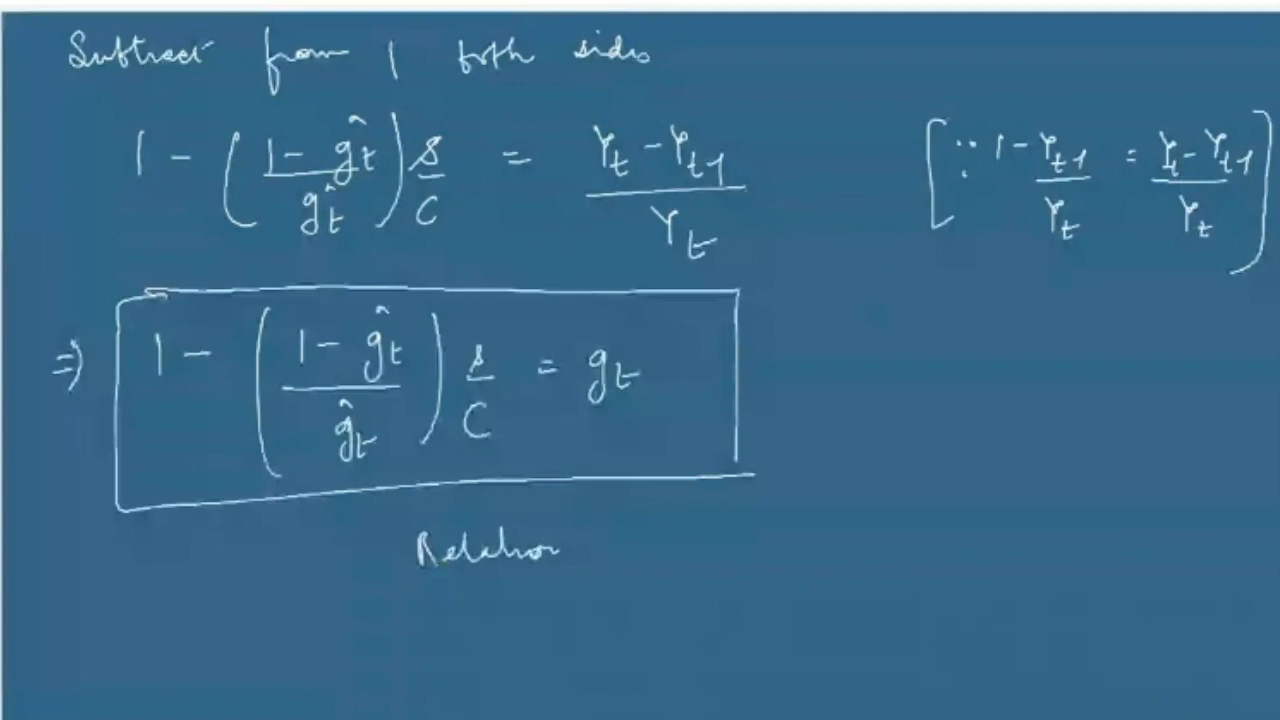 Subtract from 1 both sides
1 - ( (1 - ĝt) / ĝt ) s/C = (Yt - Yt-1) / Yt [∵ 1 - Yt-1 / Yt = (Yt - Yt-1) / Yt]
⇒ 1 - ( (1 - ĝt) / ĝt ) s/C = gt
Relation